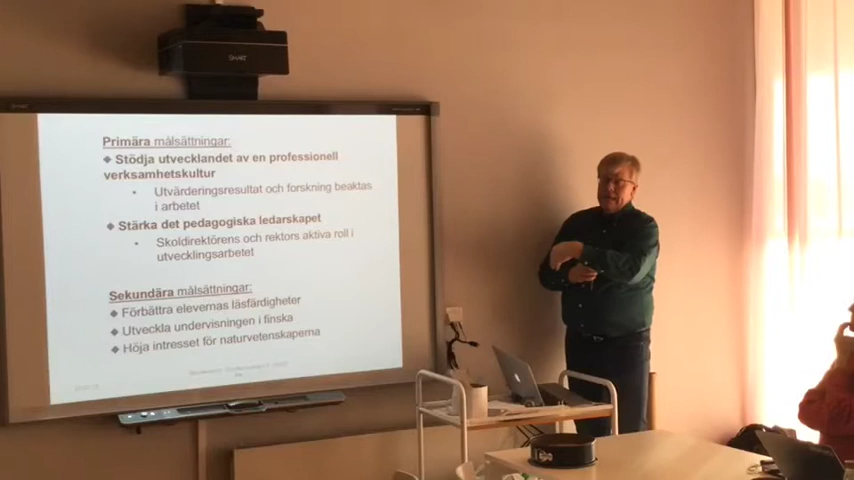 SMART
Primära målsättningar:
❖ Stödja utvecklandet av en professionell
verksamhetskultur
• Utvärderingsresultat och forskning beaktas
i arbetet
❖ Stärka det pedagogiska ledarskapet
• Skoldirektörens och rektors aktiva roll i
utvecklingsarbetet
Sekundära målsättningar:
❖ Förbättra elevernas läsfärdigheter
❖ Utveckla undervisningen i finska
❖ Höja intresset för naturvetenskaperna